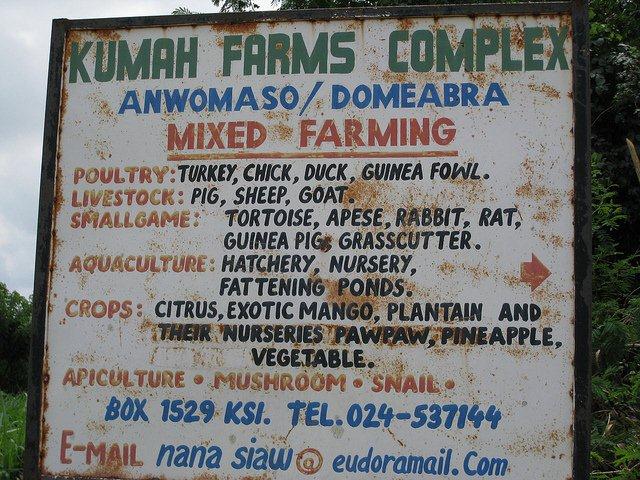 KUMAH FARMS COMPLEX
ANWOMASO/DOMEABRA
MIXED FARMING
POULTRY: TURKEY, CHICK, DUCK, GUINEA FOWL.
LIVESTOCK: PIG, SHEEP, GOAT.
SMALLGAME: TORTOISE, APESE, RABBIT, RAT,
GUINEA PIG, GRASSCUTTER.
AQUACULTURE: HATCHERY, NURSERY,
FATTENING PONDS.
CROPS: CITRUS, EXOTIC MANGO, PLANTAIN AND
THEIR NURSERIES PAWPAW, PINEAPPLE,
VEGETABLE.
APICULTURE • MUSHROOM • SNAIL •
BOX 1529 KSI. TEL. 024-537144
E-MAIL nana siaw @ eudoramail.Com